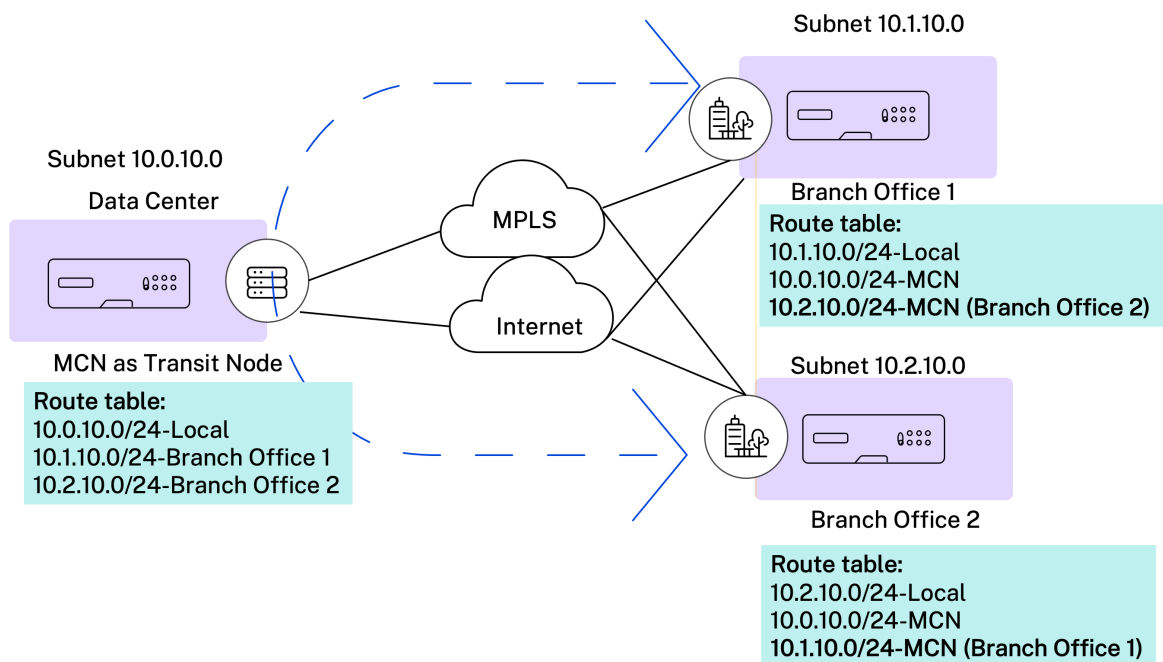 Subnet 10.0.10.0
Data Center
MCN as Transit Node
Route table:
10.0.10.0/24-Local
10.1.10.0/24-Branch Office 1
10.2.10.0/24-Branch Office 2
MPLS
Internet
Subnet 10.1.10.0
Branch Office 1
Route table:
10.1.10.0/24-Local
10.0.10.0/24-MCN
10.2.10.0/24-MCN (Branch Office 2)
Subnet 10.2.10.0
Branch Office 2
Route table:
10.2.10.0/24-Local
10.0.10.0/24-MCN
10.1.10.0/24-MCN (Branch Office 1)